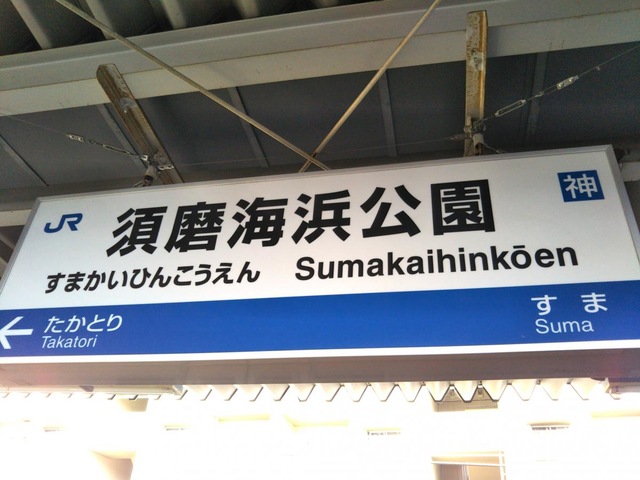 JR 須磨海浜公園 神
すまかいひんこうえん Sumakaihinkōen
← たかとり すま
Takatori Suma